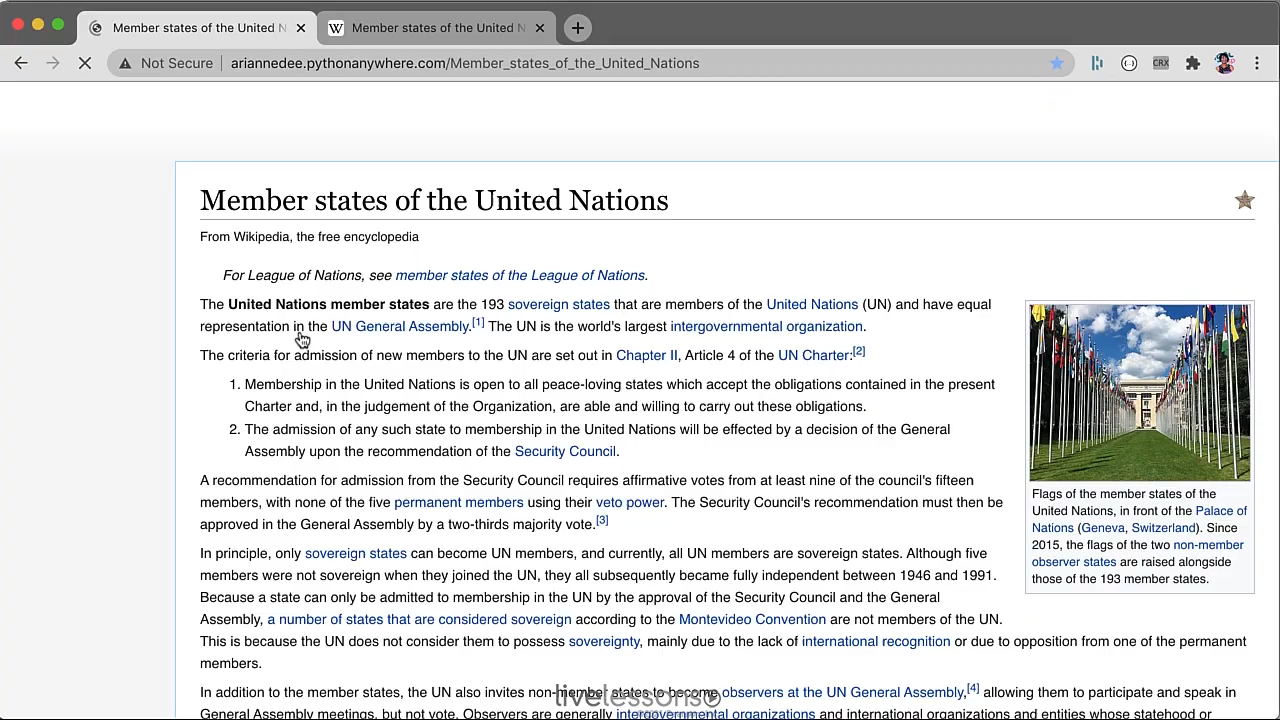 Member states of the United N
Member states of the United N
Not Secure
ariannedee.pythonanywhere.com/Member_states_of_the_United_Nations
CRX
Member states of the United Nations
From Wikipedia, the free encyclopedia
For League of Nations, see member states of the League of Nations.
The United Nations member states are the 193 sovereign states that are members of the United Nations (UN) and have equal
representation in the UN General Assembly.[1] The UN is the world's largest intergovernmental organization.
The criteria for admission of new members to the UN are set out in Chapter II, Article 4 of the UN Charter:[2]
1. Membership in the United Nations is open to all peace-loving states which accept the obligations contained in the present
Charter and, in the judgement of the Organization, are able and willing to carry out these obligations.
2. The admission of any such state to membership in the United Nations will be effected by a decision of the General
Assembly upon the recommendation of the Security Council.
A recommendation for admission from the Security Council requires affirmative votes from at least nine of the council's fifteen
members, with none of the five permanent members using their veto power. The Security Council's recommendation must then be
approved in the General Assembly by a two-thirds majority vote.[3]
In principle, only sovereign states can become UN members, and currently, all UN members are sovereign states. Although five
members were not sovereign when they joined the UN, they all subsequently became fully independent between 1946 and 1991.
Because a state can only be admitted to membership in the UN by the approval of the Security Council and the General
Assembly, a number of states that are considered sovereign according to the Montevideo Convention are not members of the UN.
This is because the UN does not consider them to possess sovereignty, mainly due to the lack of international recognition or due to opposition from one of the permanent
members.
In addition to the member states, the UN also invites non-member states to become observers at the UN General Assembly,[4] allowing them to participate and speak in
General Assembly meetings, but not vote. Observers are generally intergovernmental organizations and international organizations and entities whose statehood or
Flags of the member states of the
United Nations, in front of the Palace of
Nations (Geneva, Switzerland). Since
2015, the flags of the two non-member
observer states are raised alongside
those of the 193 member states.
livelessons